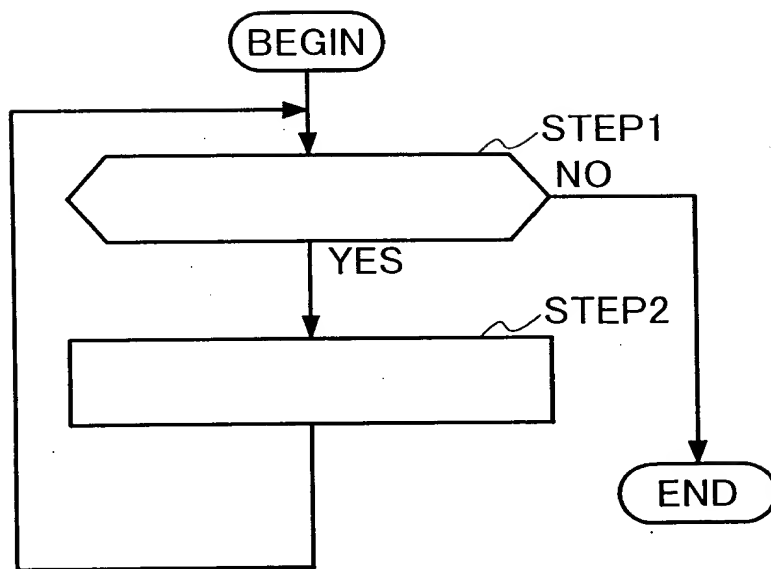 BEGIN
STEP1
NO
YES
STEP2
END